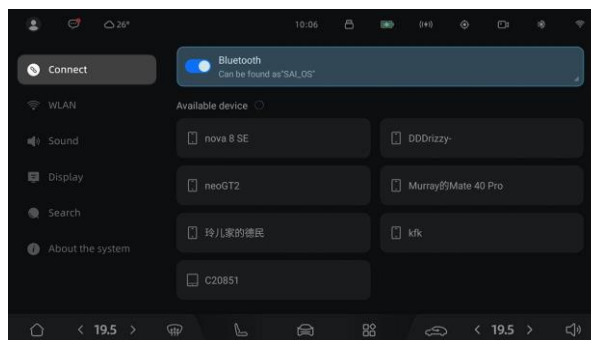 26° 10:06
Connect
WLAN
Sound
Display
Search
About the system
Bluetooth
Can be found as"SAI_OS"
Available device
nova 8 SE
DDDrizzy-
neoGT2
Murray的Mate 40 Pro
玲儿家的德民
kfk
C20851
19.5
19.5